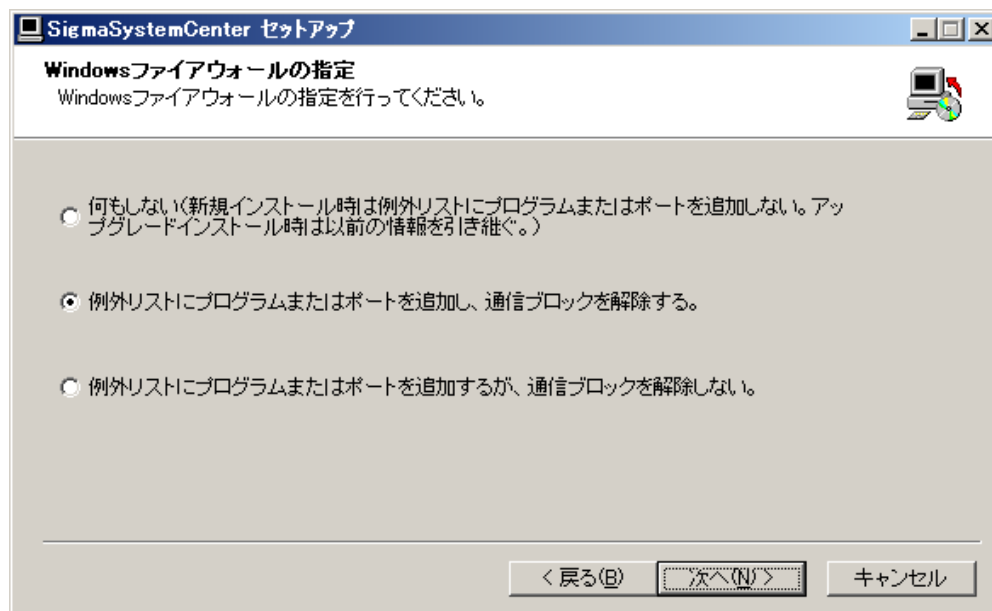 SigmaSystemCenter セットアップ
Windowsファイアウォールの指定
Windowsファイアウォールの指定を行ってください。
何もしない(新規インストール時は例外リストにプログラムまたはポートを追加しない。アッ
プグレードインストール時は以前の情報を引き継ぐ。)
例外リストにプログラムまたはポートを追加し、通信ブロックを解除する。
例外リストにプログラムまたはポートを追加するが、通信ブロックを解除しない。
< 戻る(B)
次へ(N) >
キャンセル